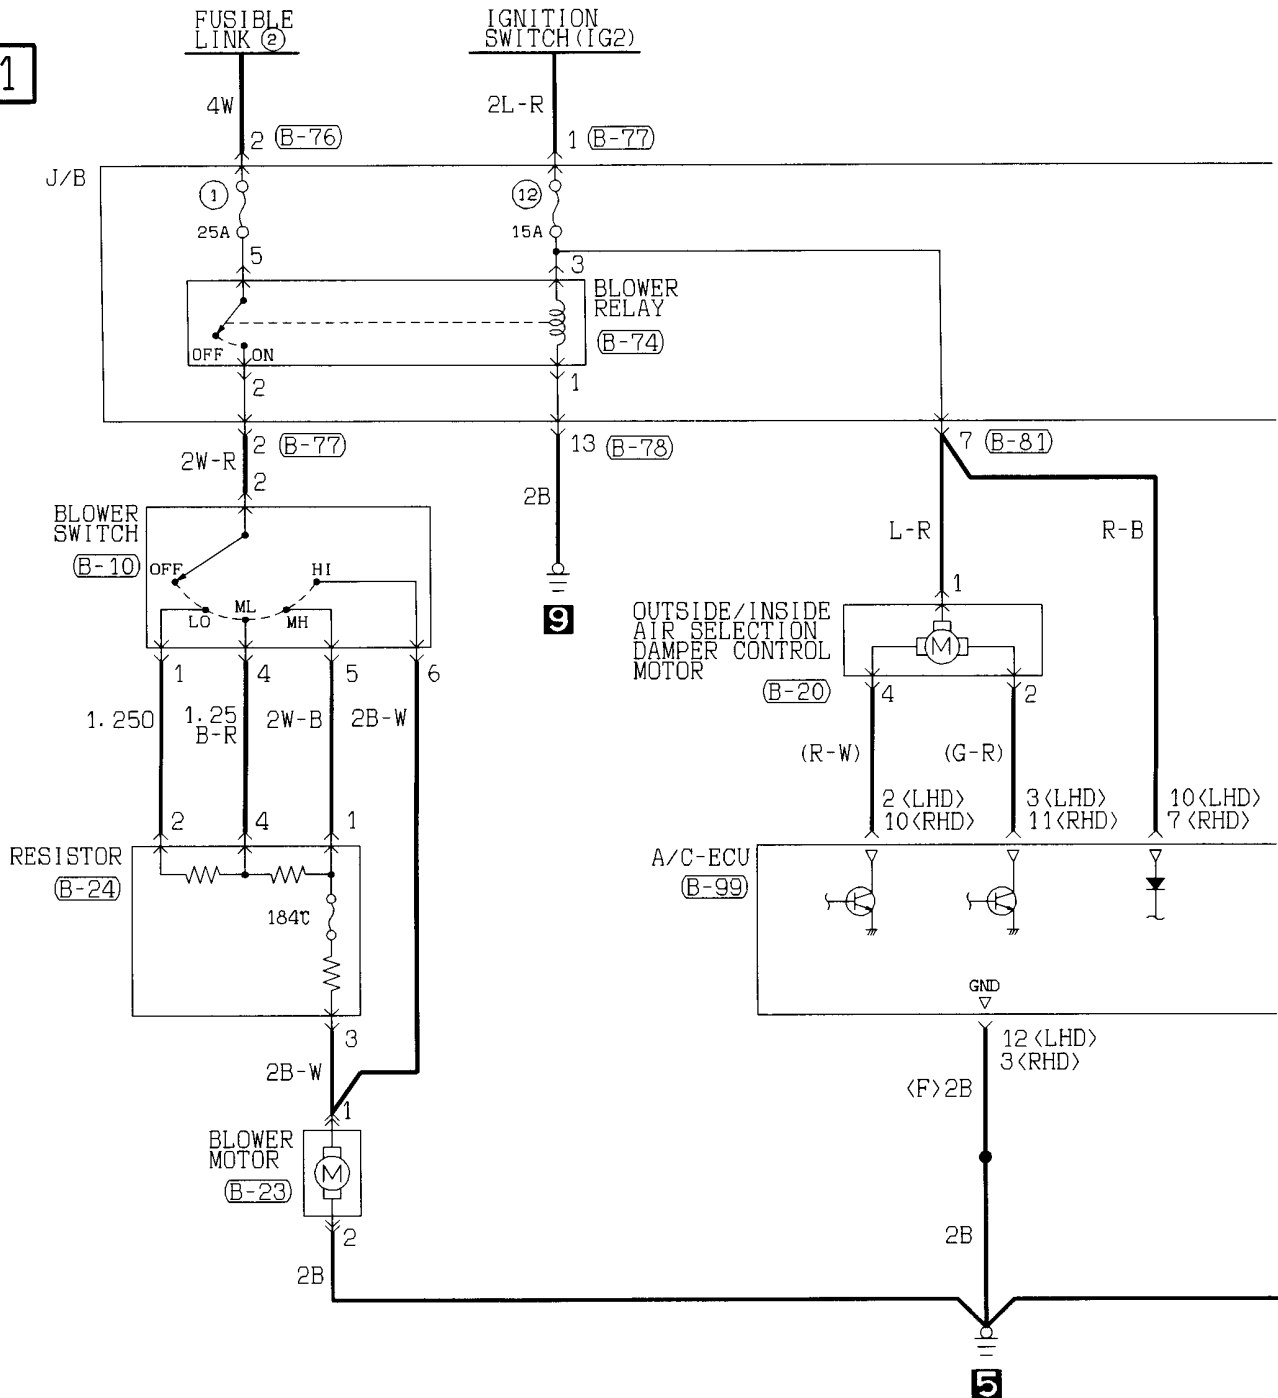 FUSIBLE
LINK ②
IGNITION
SWITCH(IG2)
1
4W
2L-R
2 (B-76)
1 (B-77)
J/B
①
⑫
25A
15A
5
3
BLOWER
RELAY
(B-74)
OFF
ON
2
1
2 (B-77)
13 (B-78)
7 (B-81)
2W-R
2
2B
BLOWER
SWITCH
(B-10)
OFF
HI
LO
ML
MH
L-R
R-B
9
1
OUTSIDE/INSIDE
AIR SELECTION
DAMPER CONTROL
MOTOR
(B-20)
M
4
2
1
4
5
6
1.250
1.25
B-R
2W-B
2B-W
(R-W)
(G-R)
2<LHD>
10<RHD>
3<LHD>
11<RHD>
10<LHD>
7<RHD>
2
4
1
RESISTOR
(B-24)
184℃
A/C-ECU
(B-99)
GND
3
12<LHD>
3<RHD>
2B-W
<F>2B
1
BLOWER
MOTOR
(B-23)
M
2
2B
2B
5